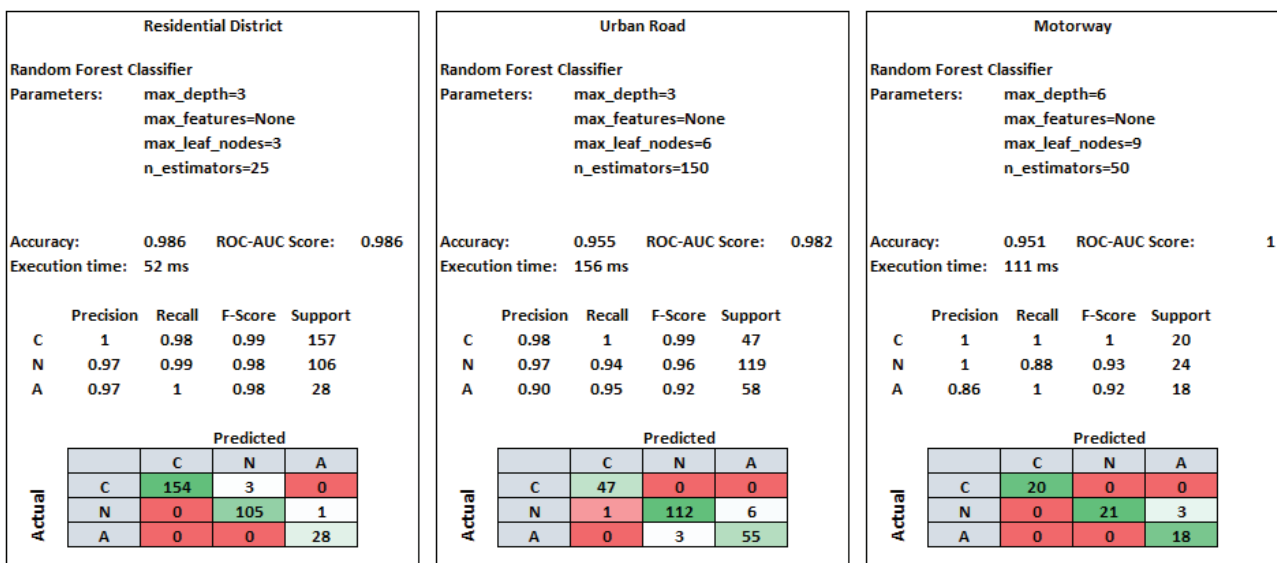 Residential District
Random Forest Classifier
Parameters: max_depth=3
max_features=None
max_leaf_nodes=3
n_estimators=25
Accuracy: 0.986 ROC-AUC Score: 0.986
Execution time: 52 ms
Precision Recall F-Score Support
C 1 0.98 0.99 157
N 0.97 0.99 0.98 106
A 0.97 1 0.98 28
Predicted
C N A
C 154 3 0
N 0 105 1
A 0 0 28
Actual
Urban Road
Random Forest Classifier
Parameters: max_depth=3
max_features=None
max_leaf_nodes=6
n_estimators=150
Accuracy: 0.955 ROC-AUC Score: 0.982
Execution time: 156 ms
Precision Recall F-Score Support
C 0.98 1 0.99 47
N 0.97 0.94 0.96 119
A 0.90 0.95 0.92 58
Predicted
C N A
C 47 0 0
N 1 112 6
A 0 3 55
Actual
Motorway
Random Forest Classifier
Parameters: max_depth=6
max_features=None
max_leaf_nodes=9
n_estimators=50
Accuracy: 0.951 ROC-AUC Score: 1
Execution time: 111 ms
Precision Recall F-Score Support
C 1 1 1 20
N 1 0.88 0.93 24
A 0.86 1 0.92 18
Predicted
C N A
C 20 0 0
N 0 21 3
A 0 0 18
Actual